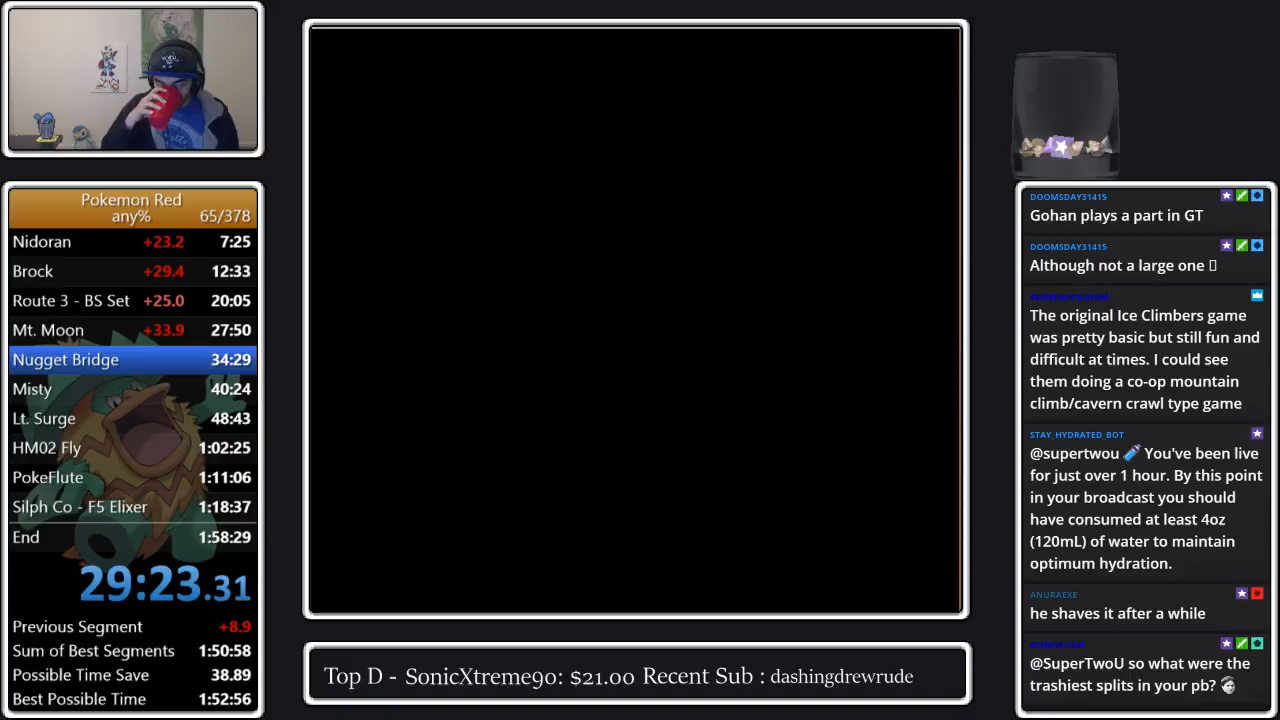 Pokemon Red
any% 65/378
Nidoran +23.2 7:25
Brock +29.4 12:33
Route 3 - BS Set +25.0 20:05
Mt. Moon +33.9 27:50
Nugget Bridge 34:29
Misty 40:24
Lt. Surge 48:43
HM02 Fly 1:02:25
PokeFlute 1:11:06
Silph Co - F5 Elixer 1:18:37
End 1:58:29
29:23.31
Previous Segment +8.9
Sum of Best Segments 1:50:58
Possible Time Save 38.89
Best Possible Time 1:52:56
Top D - SonicXtreme90: $21.00 Recent Sub : dashingdrewrude
DOOMSDAY31415
Gohan plays a part in GT
DOOMSDAY31415
Although not a large one
The original Ice Climbers game
was pretty basic but still fun and
difficult at times. I could see
them doing a co-op mountain
climb/cavern crawl type game
STAY_HYDRATED_BOT
@supertwou You've been live
for just over 1 hour. By this point
in your broadcast you should
have consumed at least 4oz
(120mL) of water to maintain
optimum hydration.
ANURAEXE
he shaves it after a while
@SuperTwoU so what were the
trashiest splits in your pb?